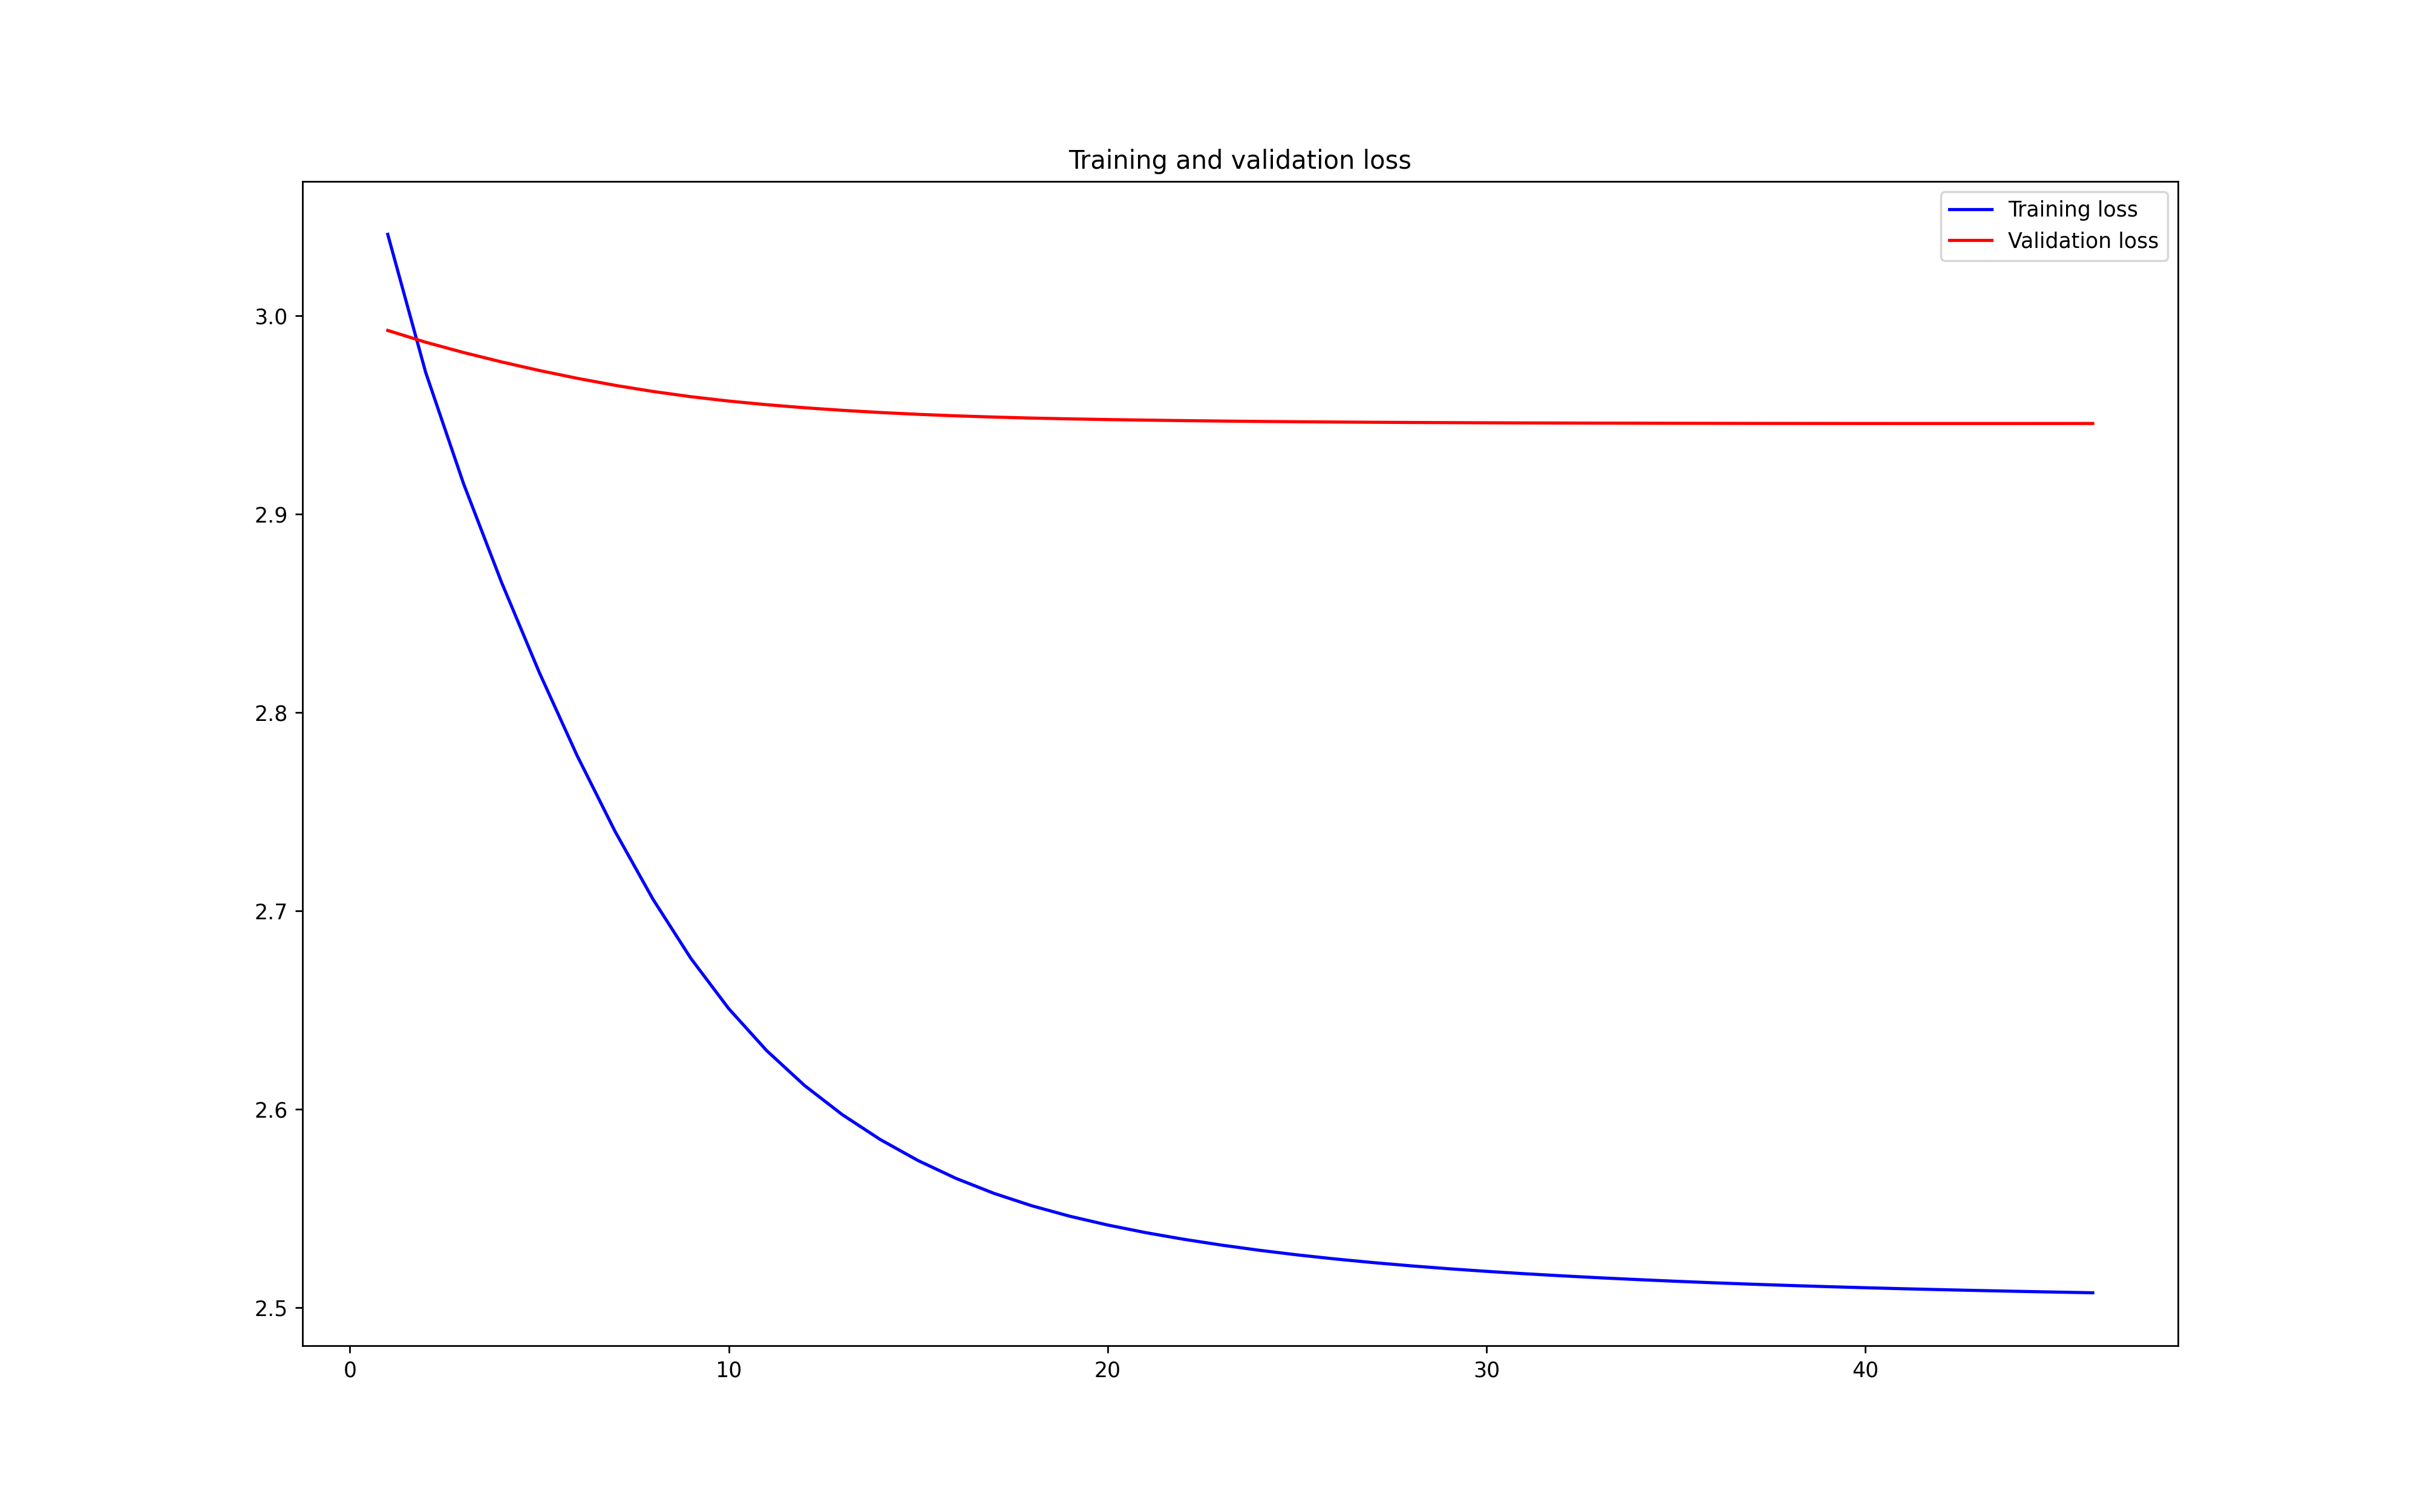 Training and validation loss
Training loss
Validation loss
3.0
2.9
2.8
2.7
2.6
2.5
0 10 20 30 40